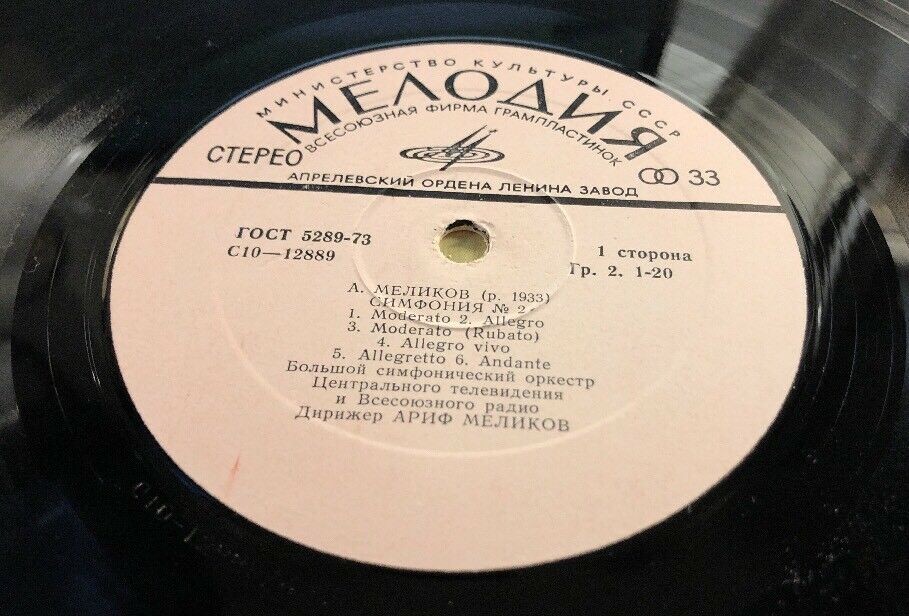 МИНИСТЕРСТВО КУЛЬТУРЫ СССР
МЕЛОДИЯ
ВСЕСОЮЗНАЯ ФИРМА ГРАМПЛАСТИНОК
СТЕРЕО
33
АПРЕЛЕВСКИЙ ОРДЕНА ЛЕНИНА ЗАВОД
ГОСТ 5289-73
С10—12889
1 сторона
Гр. 2. 1-20
А. МЕЛИКОВ (р. 1933)
СИМФОНИЯ № 2
1. Moderato 2. Allegro
3. Moderato (Rubato)
4. Allegro vivo
5. Allegretto 6. Andante
Большой симфонический оркестр
Центрального телевидения
и Всесоюзного радио
Дирижер АРИФ МЕЛИКОВ